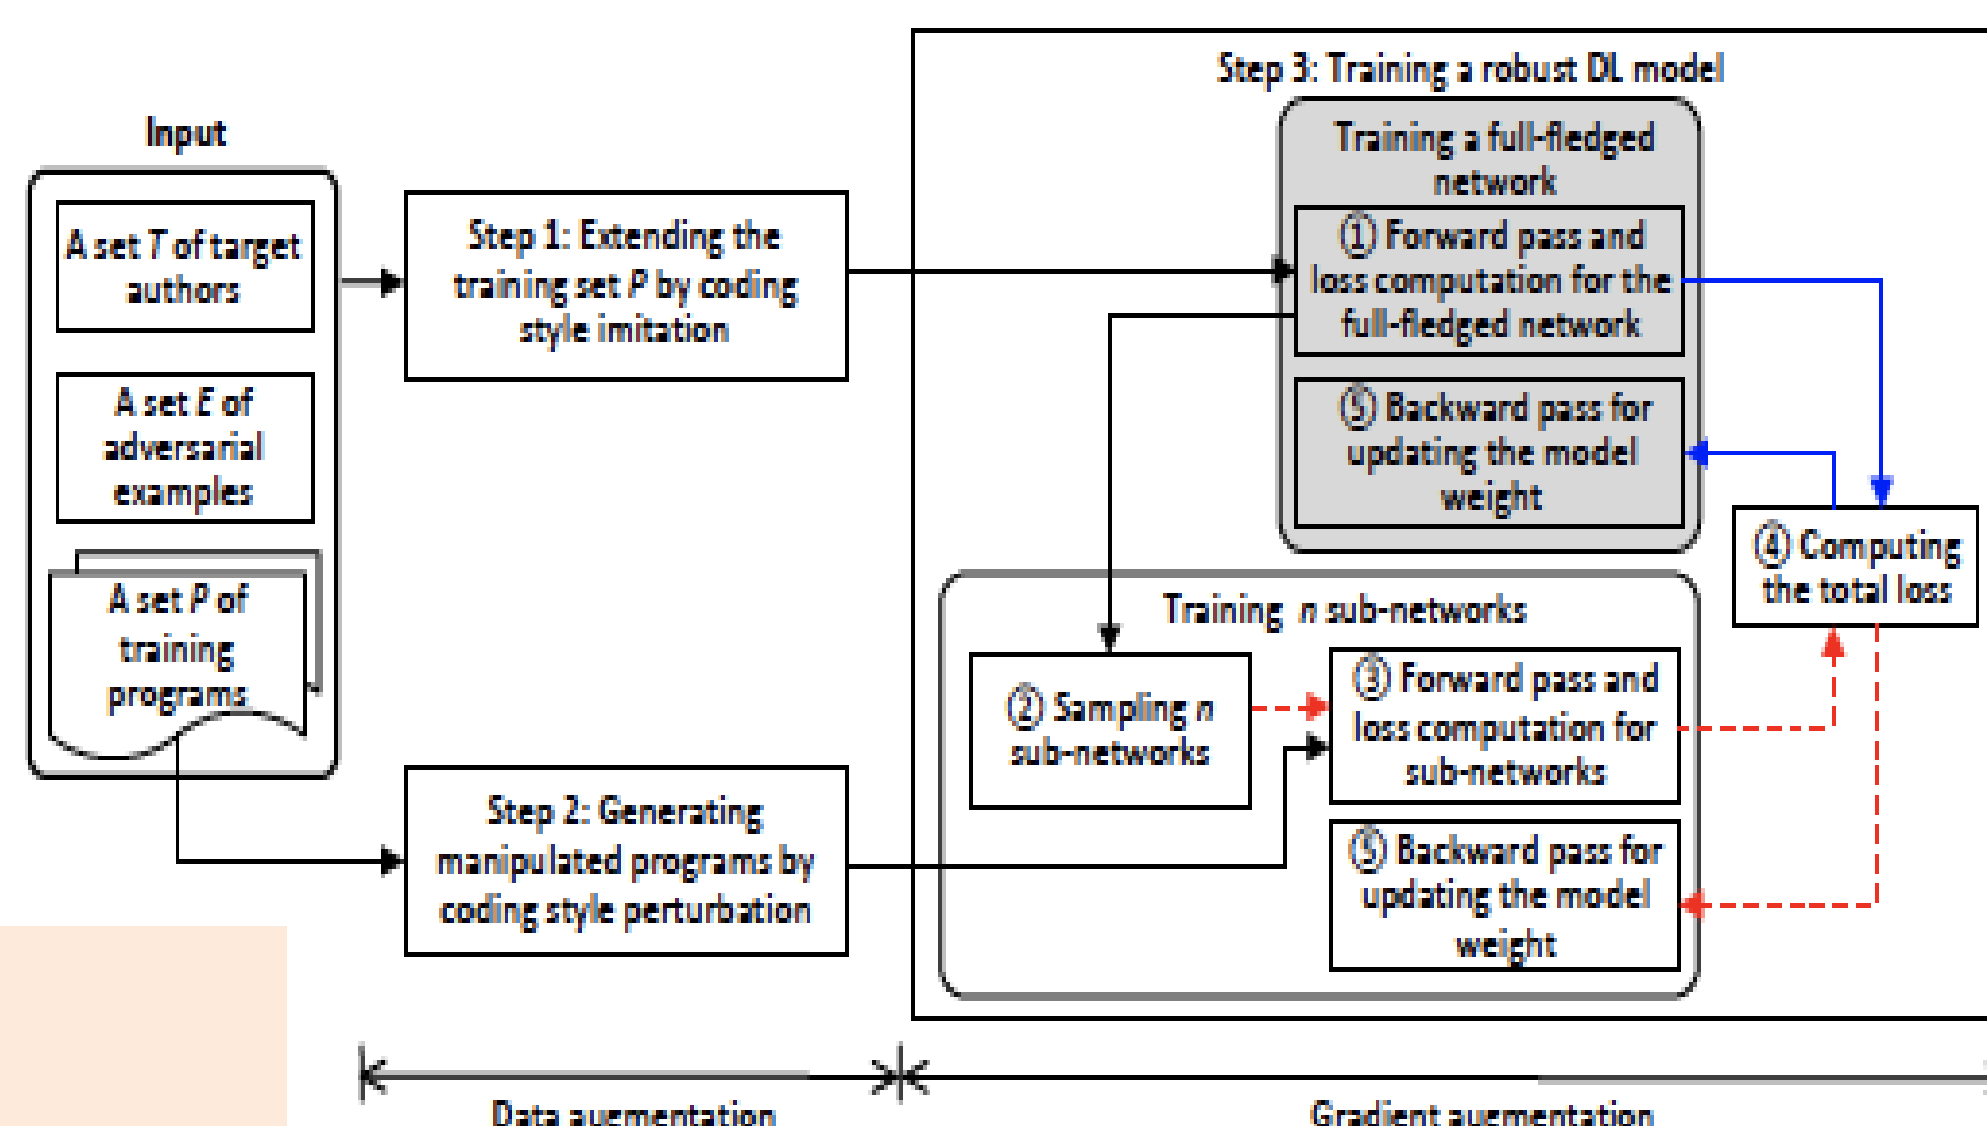 Input
A set T of target
authors
A set E of
adversarial
examples
A set P of
training
programs
Step 1: Extending the
training set P by coding
style imitation
Step 2: Generating
manipulated programs by
coding style perturbation
Step 3: Training a robust DL model
Training a full-fledged
network
① Forward pass and
loss computation for the
full-fledged network
⑤ Backward pass for
updating the model
weight
④ Computing
the total loss
Training n sub-networks
② Sampling n
sub-networks
③ Forward pass and
loss computation for
sub-networks
⑤ Backward pass for
updating the model
weight
Data augmentation
Gradient augmentation